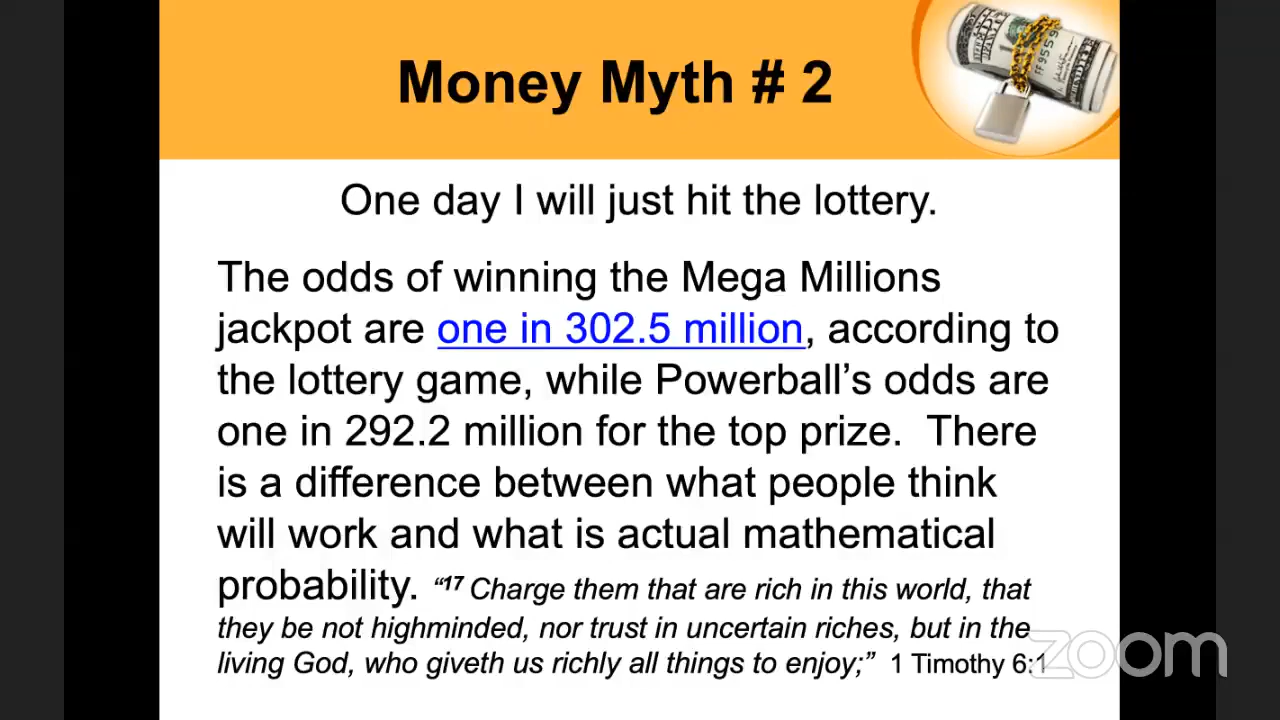 Money Myth # 2
One day I will just hit the lottery.
The odds of winning the Mega Millions
jackpot are one in 302.5 million, according to
the lottery game, while Powerball’s odds are
one in 292.2 million for the top prize.  There
is a difference between what people think
will work and what is actual mathematical
probability. “17 Charge them that are rich in this world, that
they be not highminded, nor trust in uncertain riches, but in the
living God, who giveth us richly all things to enjoy;”  1 Timothy 6:1
zoom